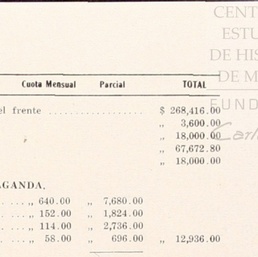 CENT
ESTU
DE HIS
DE M
FUND
Carl
Cuota Mensual Parcial TOTAL
el frente .................. $ 268,416.00
„ 3,600.00
„ 18,000.00
„ 67,672.80
„ 18,000.00
AGANDA.
.... „ 640.00 „ 7,680.00
.... „ 152.00 „ 1,824.00
.... „ 114.00 „ 2,736.00
.... „ 58.00 „ 696.00 „ 12,936.00